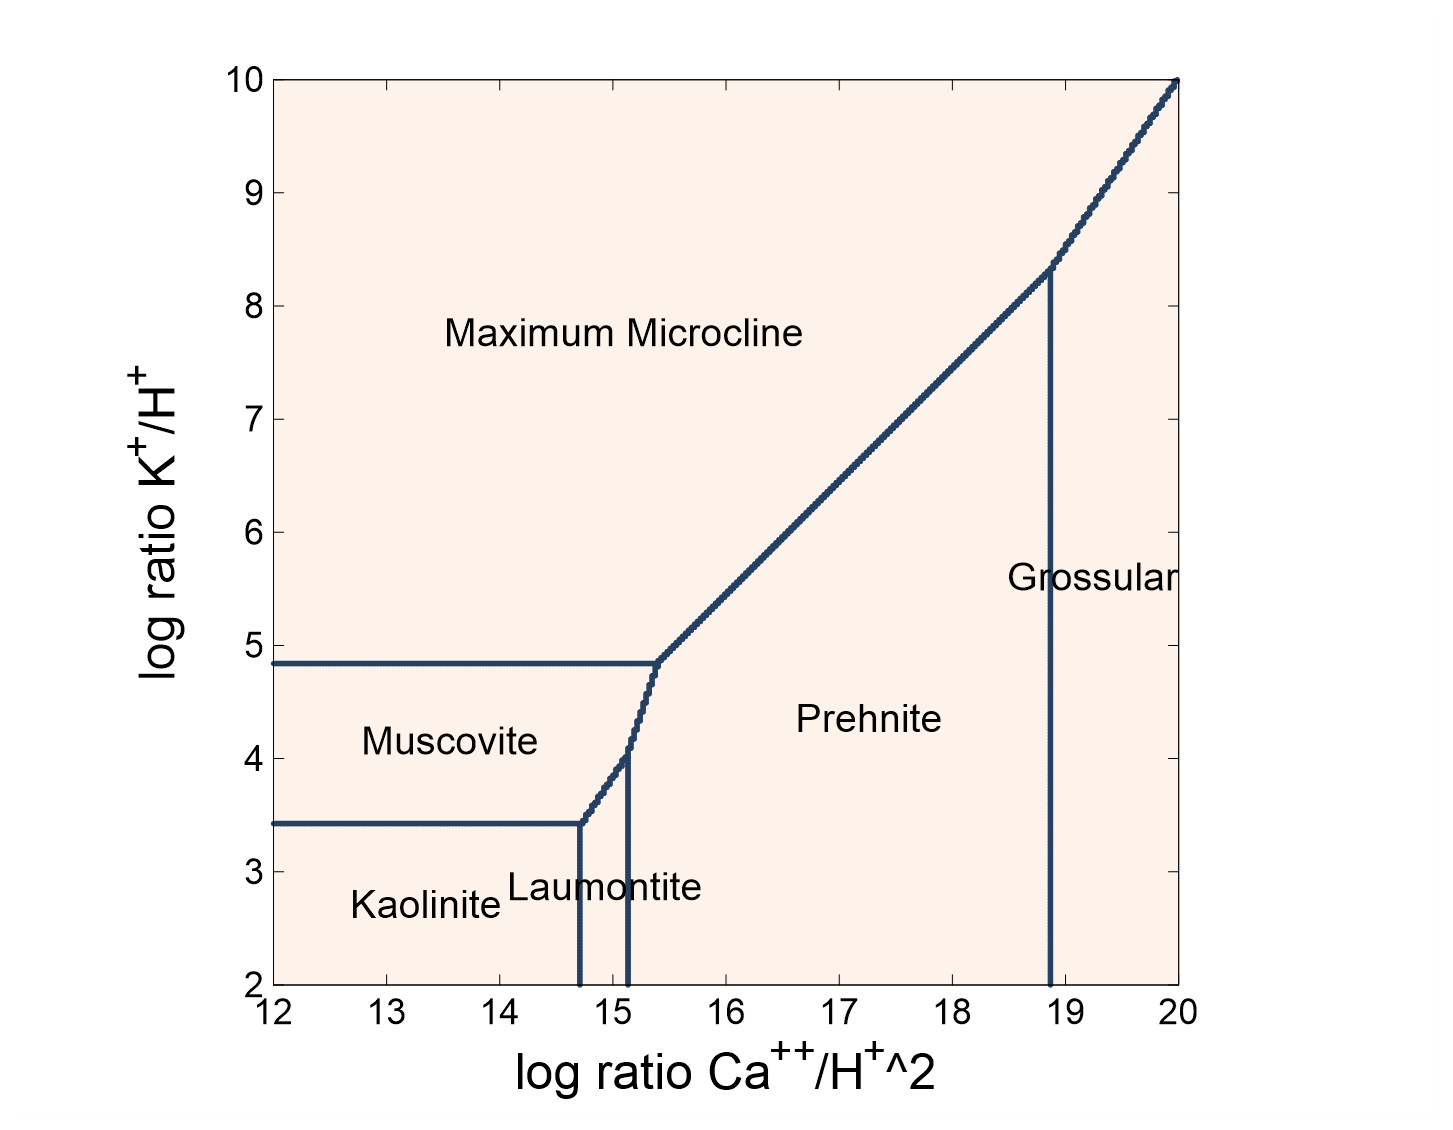 10
9
8
Maximum Microcline
7
6
Grossular
5
Prehnite
Muscovite
4
3
Laumontite
Kaolinite
2
12 13 14 15 16 17 18 19 20
log ratio K+/H+
log ratio Ca++/H+^2